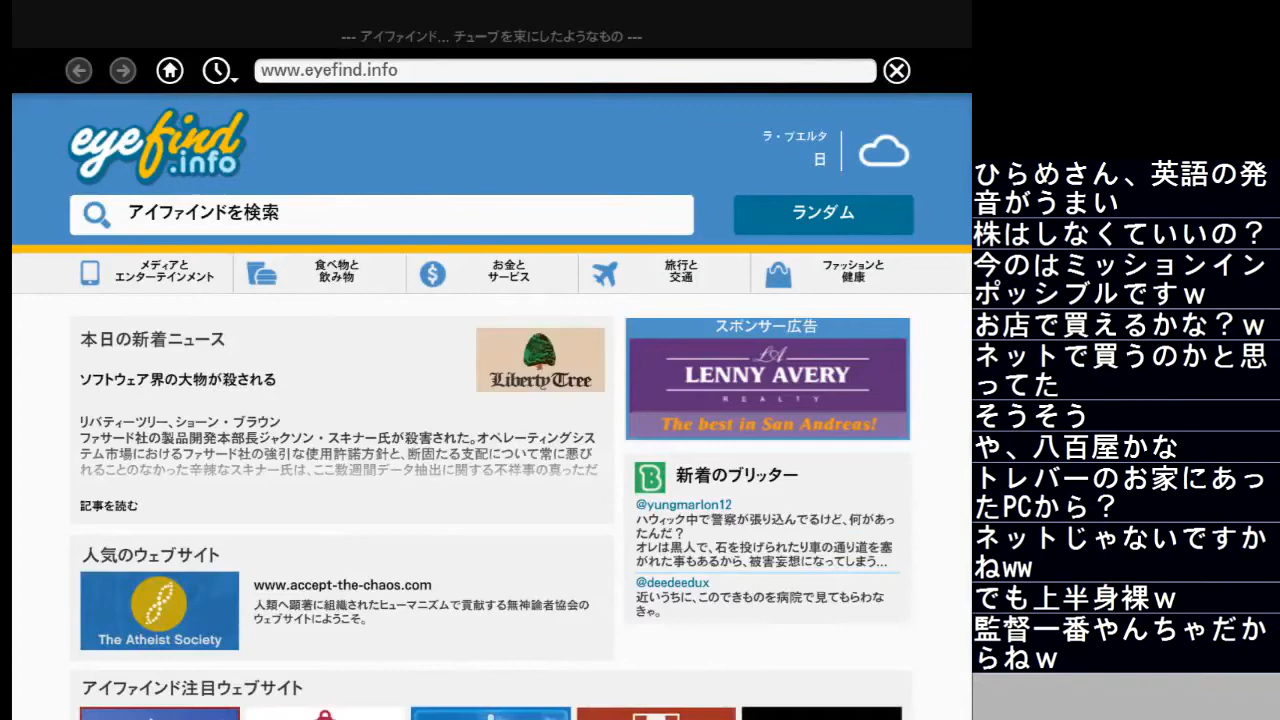 --- アイファインド... チューブを束にしたようなもの ---
www.eyefind.info
eyefind.info
ラ・プエルタ
日
アイファインドを検索
ランダム
メディアと
エンターテインメント
食べ物と
飲み物
お金と
サービス
旅行と
交通
ファッションと
健康
本日の新着ニュース
ソフトウェア界の大物が殺される
Liberty Tree
リバティーツリー、ショーン・ブラウン
ファサード社の製品開発本部長ジャクソン・スキナー氏が殺害された。オペレーティングシス
テム市場におけるファサード社の強引な使用許諾方針と、断固たる支配について常に悪び
れることのなかった辛辣なスキナー氏は、ここ数週間データ抽出に関する不祥事の真っただ
記事を読む
スポンサー広告
LA
LENNY AVERY
REALTY
The best in San Andreas!
B
新着のブリッター
@yungmarlon12
ハウィック中で警察が張り込んでるけど、何があっ
たんだ？
オレは黒人で、石を投げられたり車の通り道を塞
がれた事もあるから、被害妄想になってしまう...
@deedeedux
近いうちに、このできものを病院で見てもらわな
きゃ。
人気のウェブサイト
The Atheist Society
www.accept-the-chaos.com
人類へ顕著に組織されたヒューマニズムで貢献する無神論者協会の
ウェブサイトにようこそ。
アイファインド注目ウェブサイト
ひらめさん、英語の発
音がうまい
株はしなくていいの？
今のはミッションイン
ポッシブルですｗ
お店で買えるかな？ｗ
ネットで買うのかと思
ってた
そうそう
や、八百屋かな
トレバーのお家にあっ
たPCから？
ネットじゃないですか
ねww
でも上半身裸ｗ
監督一番やんちゃだか
らねｗ